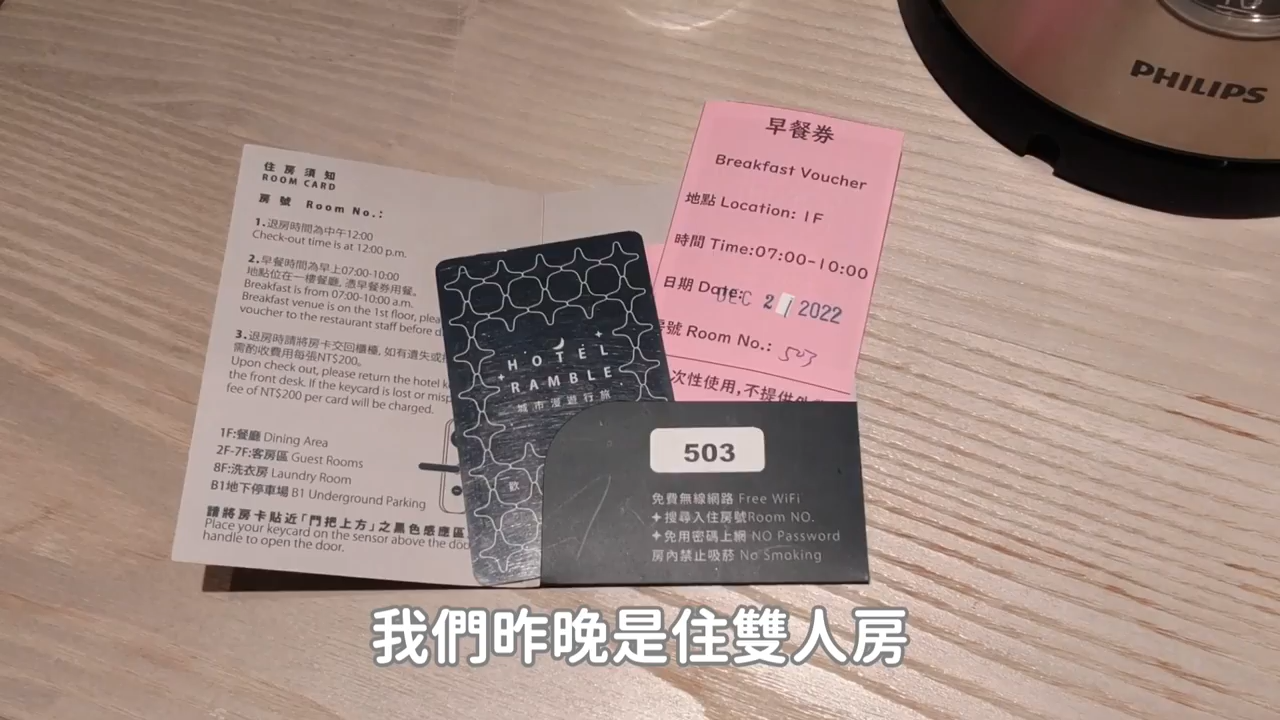 住房須知
ROOM CARD
房號 Room No.:
1.退房時間為中午12:00
Check-out time is at 12:00 p.m.
2.早餐時間為早上07:00-10:00
地點位在一樓餐廳, 憑早餐券用餐。
Breakfast is from 07:00-10:00 a.m.
Breakfast venue is on the 1st floor,
voucher to the restaurant staff before
3.退房時請將房卡交回櫃檯, 如有遺失或
需酌收費用每張NT$200。
Upon check out, please return the hotel
the front desk. If the keycard is lost or
fee of NT$200 per card will be charged.
1F:餐廳 Dining Area
2F-7F:客房區 Guest Rooms
8F:洗衣房 Laundry Room
B1地下停車場 B1 Underground Parking
請將房卡貼近「門把上方」之黑色感應區
Place your keycard on the sensor above the
handle to open the door.
HOTEL
RAMBLE
城市漫遊行旅
歡
早餐券
Breakfast Voucher
地點 Location: 1F
時間 Time:07:00-10:00
日期 Date:
DEC 2 2022
號 Room No.: 503
次性使用,不提供外
503
免費無線網路 Free WiFi
✦搜尋入住房號Room NO.
✦免用密碼上網 NO Password
房內禁止吸菸 No Smoking
PHILIPS
我們昨晚是住雙人房